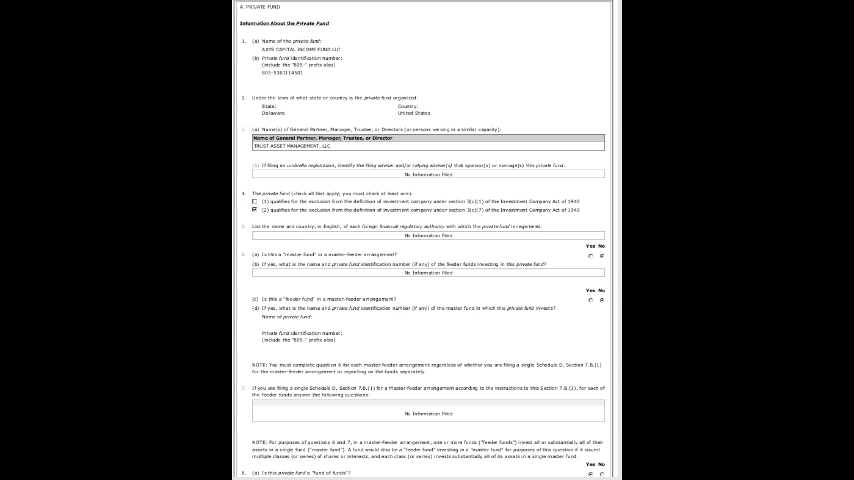 A. PRIVATE FUND
Information About the Private Fund
1. (a) Name of the private fund:
AXYS CAPITAL INCOME FUND LLC
(b) Private fund identification number:
(include the "805-" prefix also)
805-5361114501
2. Under the laws of what state or country is the private fund organized:
State: Country:
Delaware United States
3. (a) Name(s) of General Partner, Manager, Trustee, or Directors (or persons serving in a similar capacity):
Name of General Partner, Manager, Trustee, or Director
TRUST ASSET MANAGEMENT, LLC
(b) If filing an umbrella registration, identify the filing adviser and/or relying adviser(s) that sponsor(s) or manage(s) this private fund.
No Information Filed
4. The private fund (check all that apply; you must check at least one):
(1) qualifies for the exclusion from the definition of investment company under section 3(c)(1) of the Investment Company Act of 1940
(2) qualifies for the exclusion from the definition of investment company under section 3(c)(7) of the Investment Company Act of 1940
5. List the name and country, in English, of each foreign financial regulatory authority with which the private fund is registered.
No Information Filed
Yes No
6. (a) Is this a "master fund" in a master-feeder arrangement?
(b) If yes, what is the name and private fund identification number (if any) of the feeder funds investing in this private fund?
No Information Filed
Yes No
(c) Is this a "feeder fund" in a master-feeder arrangement?
(d) If yes, what is the name and private fund identification number (if any) of the master fund in which this private fund invests?
Name of private fund:
Private fund identification number:
(include the "805-" prefix also)
NOTE: You must complete question 6 for each master-feeder arrangement regardless of whether you are filing a single Schedule D, Section 7.B.(1)
for the master-feeder arrangement or reporting on the funds separately.
7. If you are filing a single Schedule D, Section 7.B.(1) for a master-feeder arrangement according to the instructions to this Section 7.B.(1), for each of
the feeder funds answer the following questions:
No Information Filed
NOTE: For purposes of questions 6 and 7, in a master-feeder arrangement, one or more funds ("feeder funds") invest all or substantially all of their
assets in a single fund ("master fund"). A fund would also be a "feeder fund" investing in a "master fund" for purposes of this question if it issued
multiple classes (or series) of shares or interests, and each class (or series) invests substantially all of its assets in a single master fund.
Yes No
8. (a) Is this private fund a "fund of funds"?